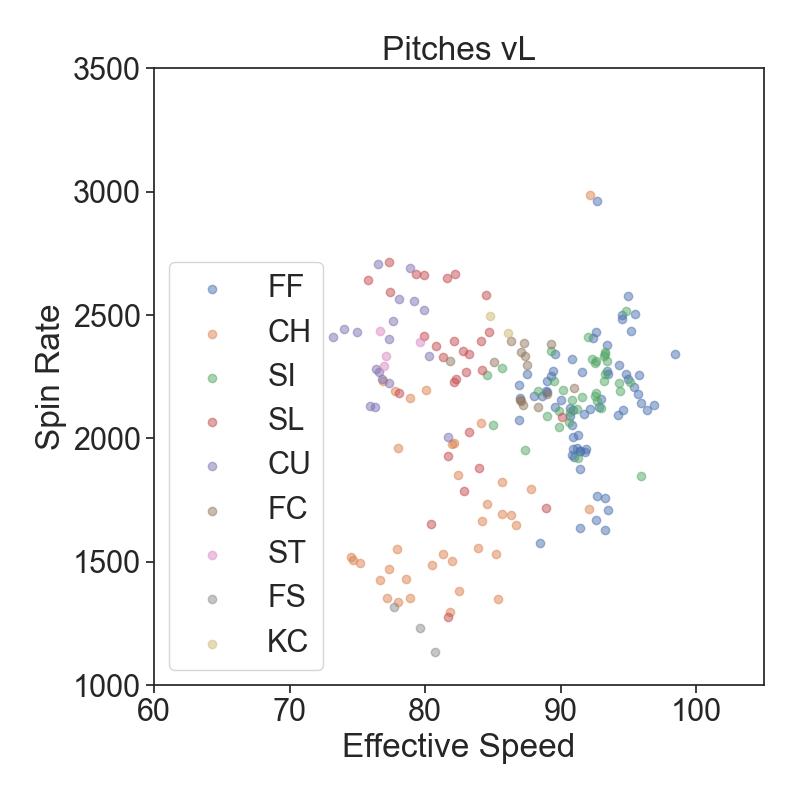 Pitches vL
3500
3000
2500
2000
1500
1000
Spin Rate
FF
CH
SI
SL
CU
FC
ST
FS
KC
60
70
80
90
100
Effective Speed